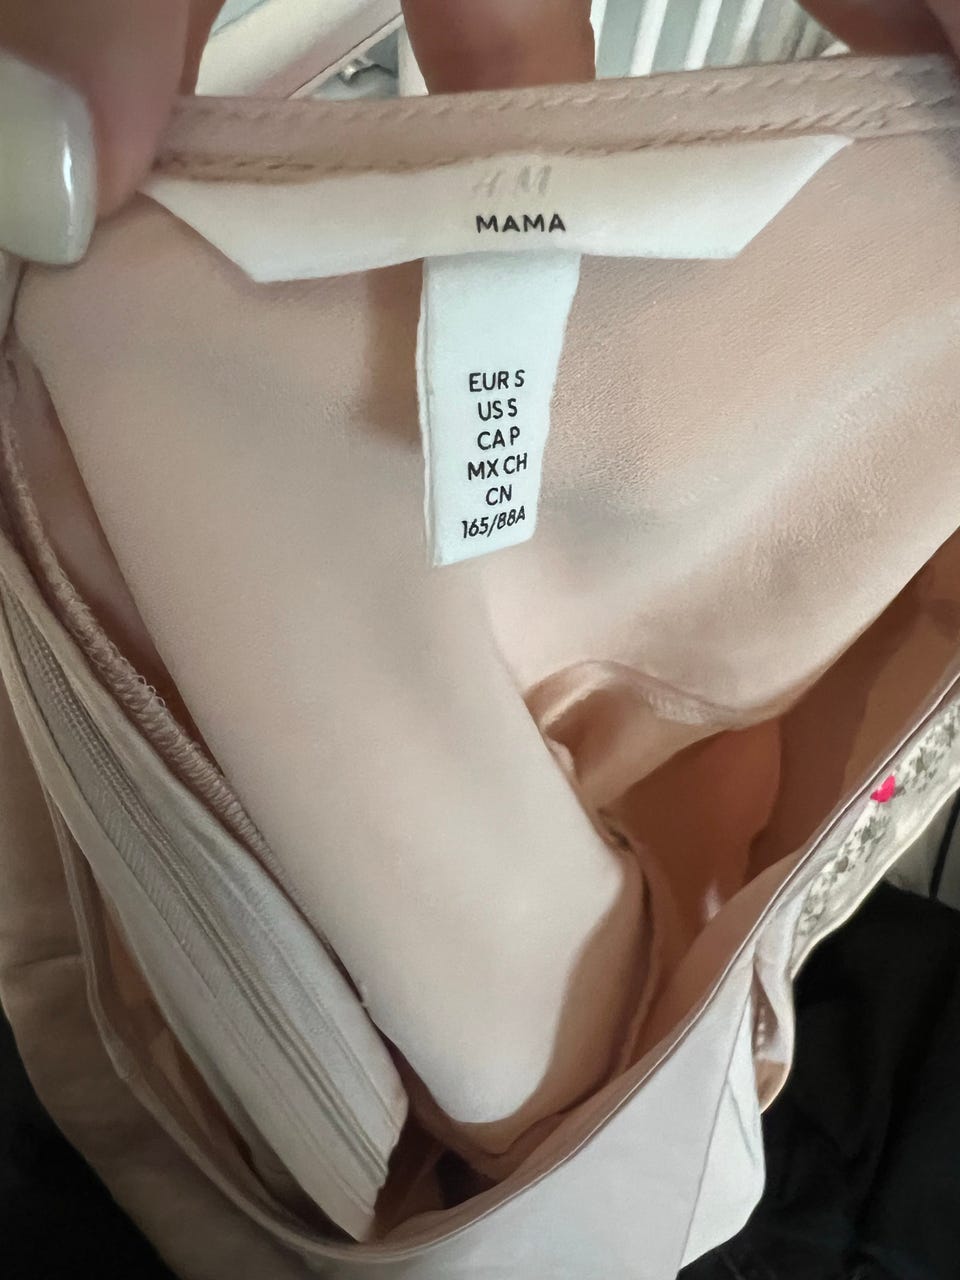 H&M
MAMA
EUR S
US S
CA P
MX CH
CN
165/88A